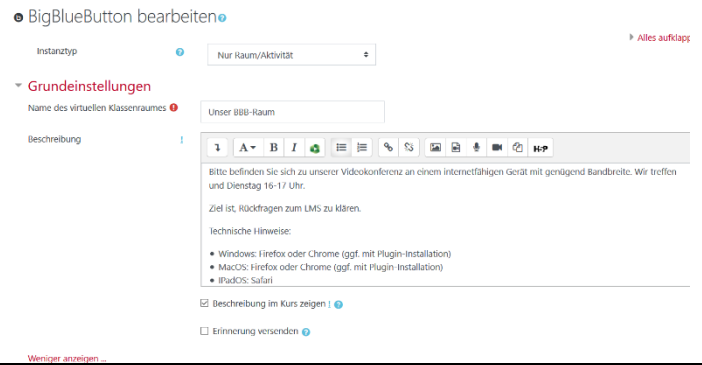 BigBlueButton bearbeiten
Alles aufklapp
Instanztyp
Nur Raum/Aktivität
Grundeinstellungen
Name des virtuellen Klassenraumes
Unser BBB-Raum
Beschreibung
A B I H-P
Bitte befinden Sie sich zu unserer Videokonferenz an einem internetfähigen Gerät mit genügend Bandbreite. Wir treffen
und Dienstag 16-17 Uhr.
Ziel ist, Rückfragen zum LMS zu klären.
Technische Hinweise:
• Windows: Firefox oder Chrome (ggf. mit Plugin-Installation)
• MacOS: Firefox oder Chrome (ggf. mit Plugin-Installation)
• IPadOS: Safari
Beschreibung im Kurs zeigen
Erinnerung versenden
Weniger anzeigen ...